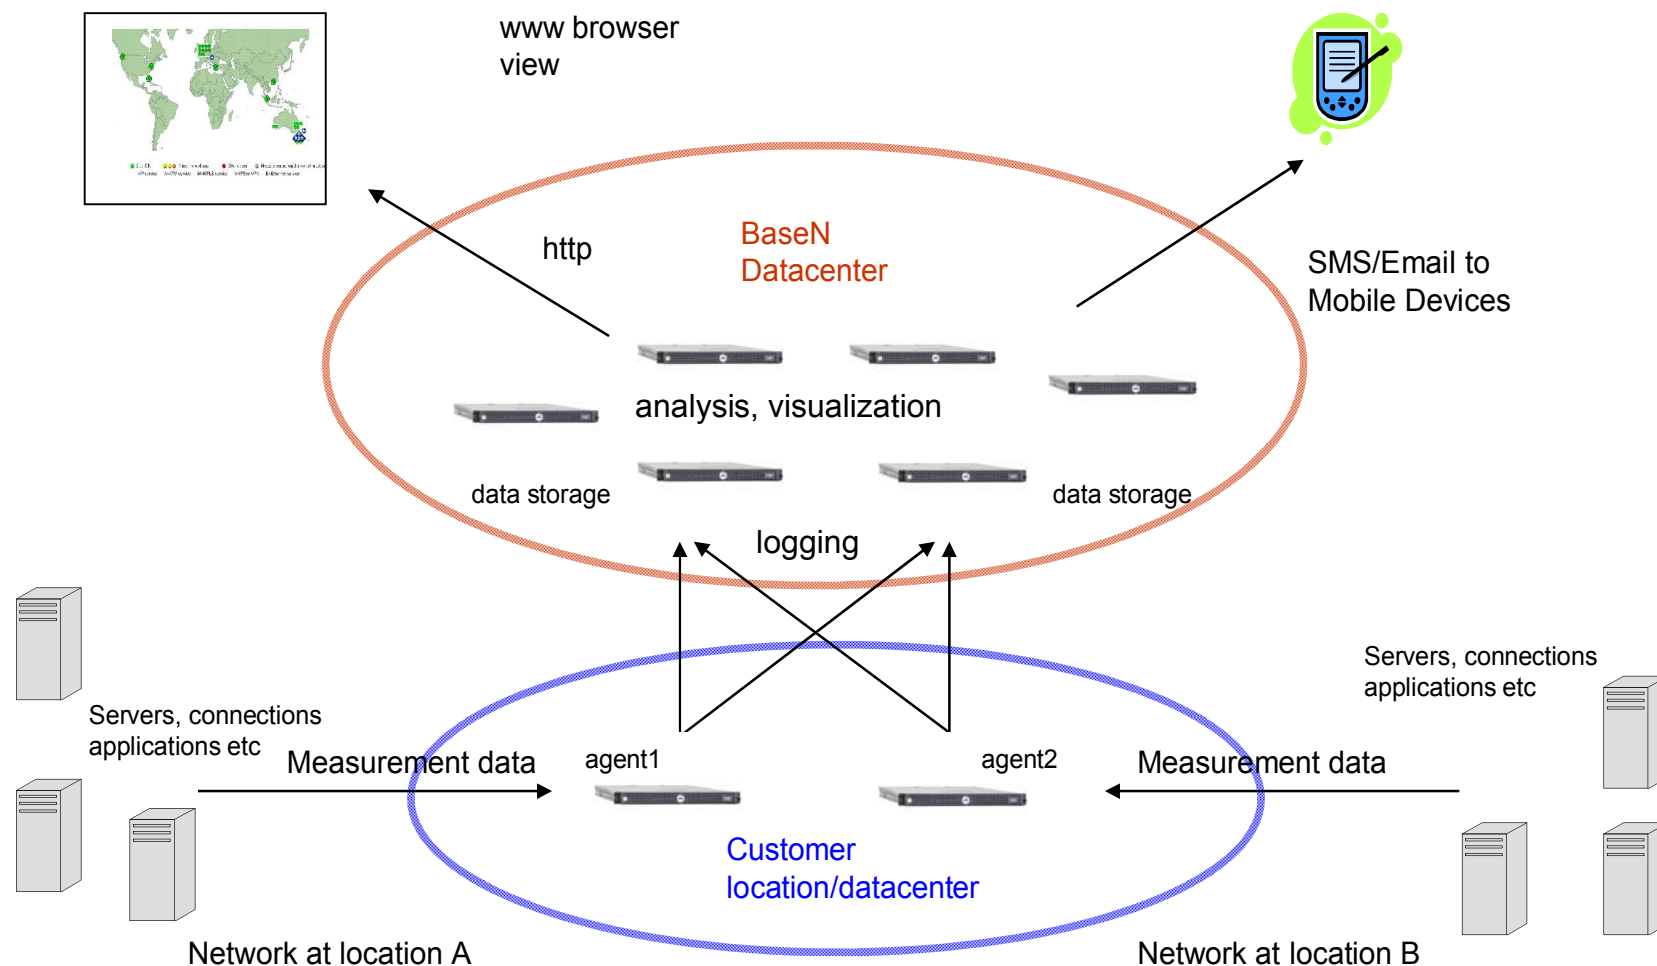 www browser
view
http
BaseN
Datacenter
SMS/Email to
Mobile Devices
analysis, visualization
data storage
data storage
logging
Servers, connections
applications etc
Servers, connections
applications etc
Measurement data
agent1
agent2
Measurement data
Customer
location/datacenter
Network at location A
Network at location B